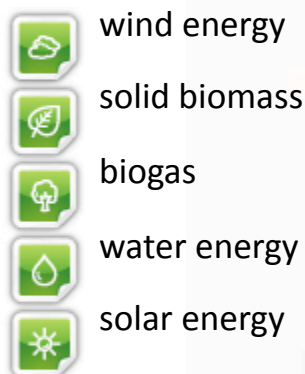 wind energy
solid biomass
biogas
water energy
solar energy